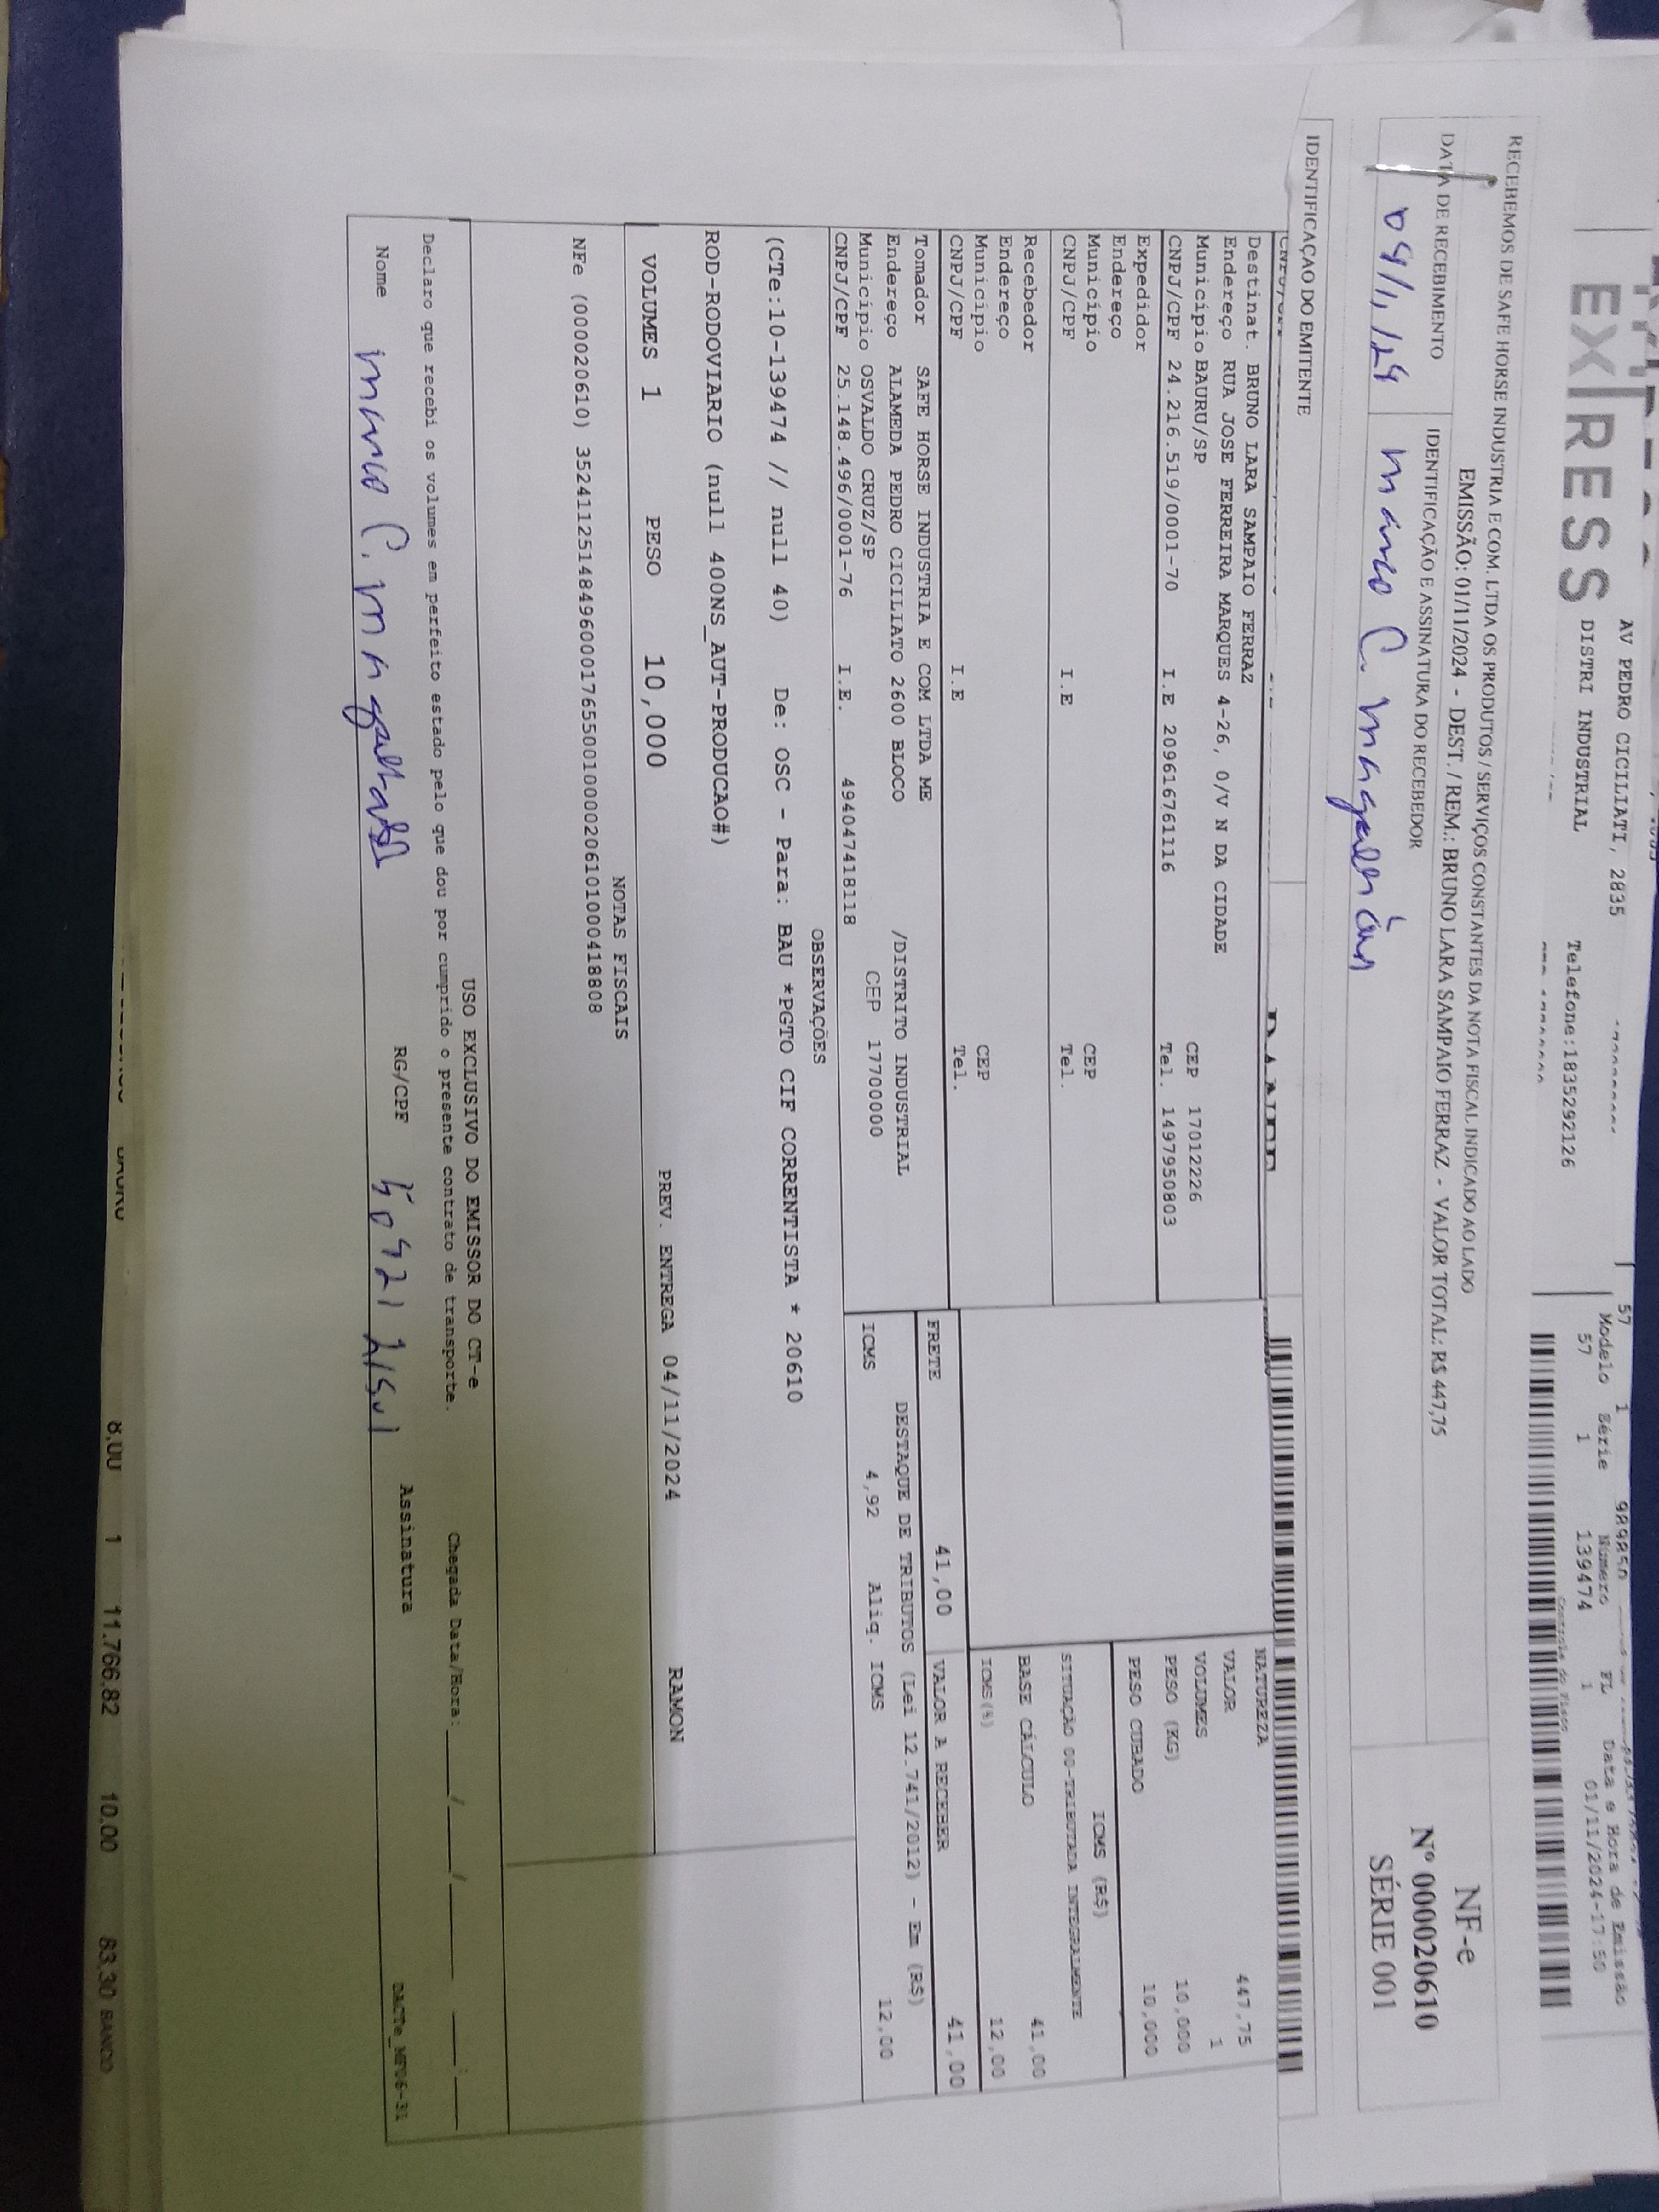 EXPRESS
AV PEDRO CICILIATI, 2835
DISTRI INDUSTRIAL
Telefone:1835292126
Modelo Série Número FL Data e Hora de Emissão
57 1 139474 1 01/11/2024-17:50
RECEBEMOS DE SAFE HORSE INDUSTRIA E COM. LTDA OS PRODUTOS / SERVIÇOS CONSTANTES DA NOTA FISCAL INDICADO AO LADO
EMISSÃO: 01/11/2024 - DEST. / REM.: BRUNO LARA SAMPAIO FERRAZ - VALOR TOTAL: R$ 447,75
DATA DE RECEBIMENTO
IDENTIFICAÇÃO E ASSINATURA DO RECEBEDOR
NF-e
Nº 000020610
SÉRIE 001
IDENTIFICAÇÃO DO EMITENTE
Destinat. BRUNO LARA SAMPAIO FERRAZ
Endereço RUA JOSE FERREIRA MARQUES 4-26, 0/V N DA CIDADE
Município BAURU/SP CEP 17012226
CNPJ/CPF 24.216.519/0001-70 I.E 209616761116 Tel. 1497950803
Expedidor
Endereço
Município CEP
CNPJ/CPF I.E Tel.
Recebedor
Endereço
Município CEP
CNPJ/CPF I.E Tel.
NATUREZA
VALOR 447,75
VOLUMES 1
PESO (KG) 10,000
PESO CUBADO 10,000
ICMS (R$)
SITUAÇÃO 00-TRIBUTADA INTEGRALMENTE
BASE CÁLCULO 41,00
ICMS(%) 12,00
Tomador SAFE HORSE INDUSTRIA E COM LTDA ME
Endereço ALAMEDA PEDRO CICILIATO 2600 BLOCO /DISTRITO INDUSTRIAL
Município OSVALDO CRUZ/SP CEP 17700000
CNPJ/CPF 25.148.496/0001-76 I.E. 494047418118
FRETE 41,00 VALOR A RECEBER 41,00
DESTAQUE DE TRIBUTOS (Lei 12.741/2012) - Em (R$)
ICMS 4,92 Aliq. ICMS 12,00
OBSERVAÇÕES
(CTe:10-139474 // null 40) De: OSC - Para: BAU *PGTO CIF CORRENTISTA * 20610
ROD-RODOVIARIO (null 400NS_AUT-PRODUCAO#)
VOLUMES 1 PESO 10,000 PREV. ENTREGA 04/11/2024 RAMON
NOTAS FISCAIS
NFe (000020610) 35241125148496000176550010000206101000418808
USO EXCLUSIVO DO EMISSOR DO CT-e
Declaro que recebi os volumes em perfeito estado pelo que dou por cumprido o presente contrato de transporte. Chegada Data/Hora: ____/____/____ ___:___
Nome marco C. magalhães RG/CPF Assinatura
DACTe_MF06-31
8,00 1 11.766,82 10,00 83,30 BANCO